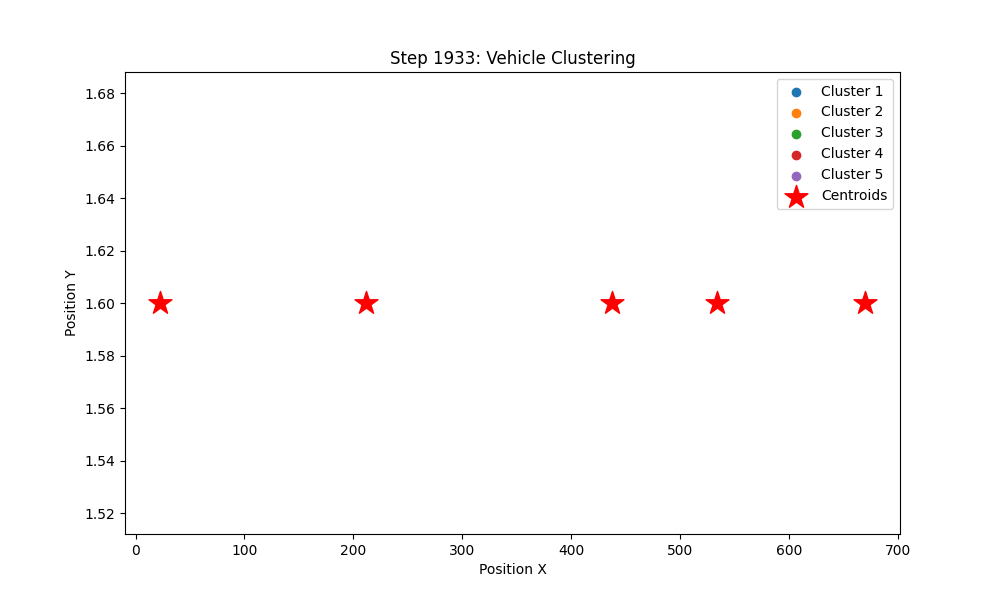 Step 1933: Vehicle Clustering
Cluster 1
Cluster 2
Cluster 3
Cluster 4
Cluster 5
Centroids
Position Y
1.68
1.66
1.64
1.62
1.60
1.58
1.56
1.54
1.52
0 100 200 300 400 500 600 700
Position X